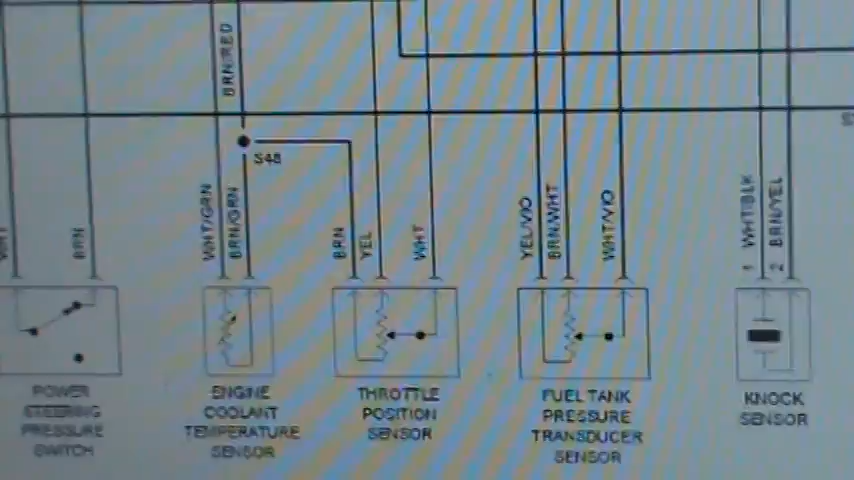 BRN/RED
S48
WHT
BRN
WHT/GRN
BRN/GRN
BRN
YEL
WHT
YEL/VIO
BRN/WHT
WHT/VIO
1 WHT/BLK
2 BRN/YEL
POWER
STEERING
PRESSURE
SWITCH
ENGINE
COOLANT
TEMPERATURE
SENSOR
THROTTLE
POSITION
SENSOR
FUEL TANK
PRESSURE
TRANSDUCER
SENSOR
KNOCK
SENSOR